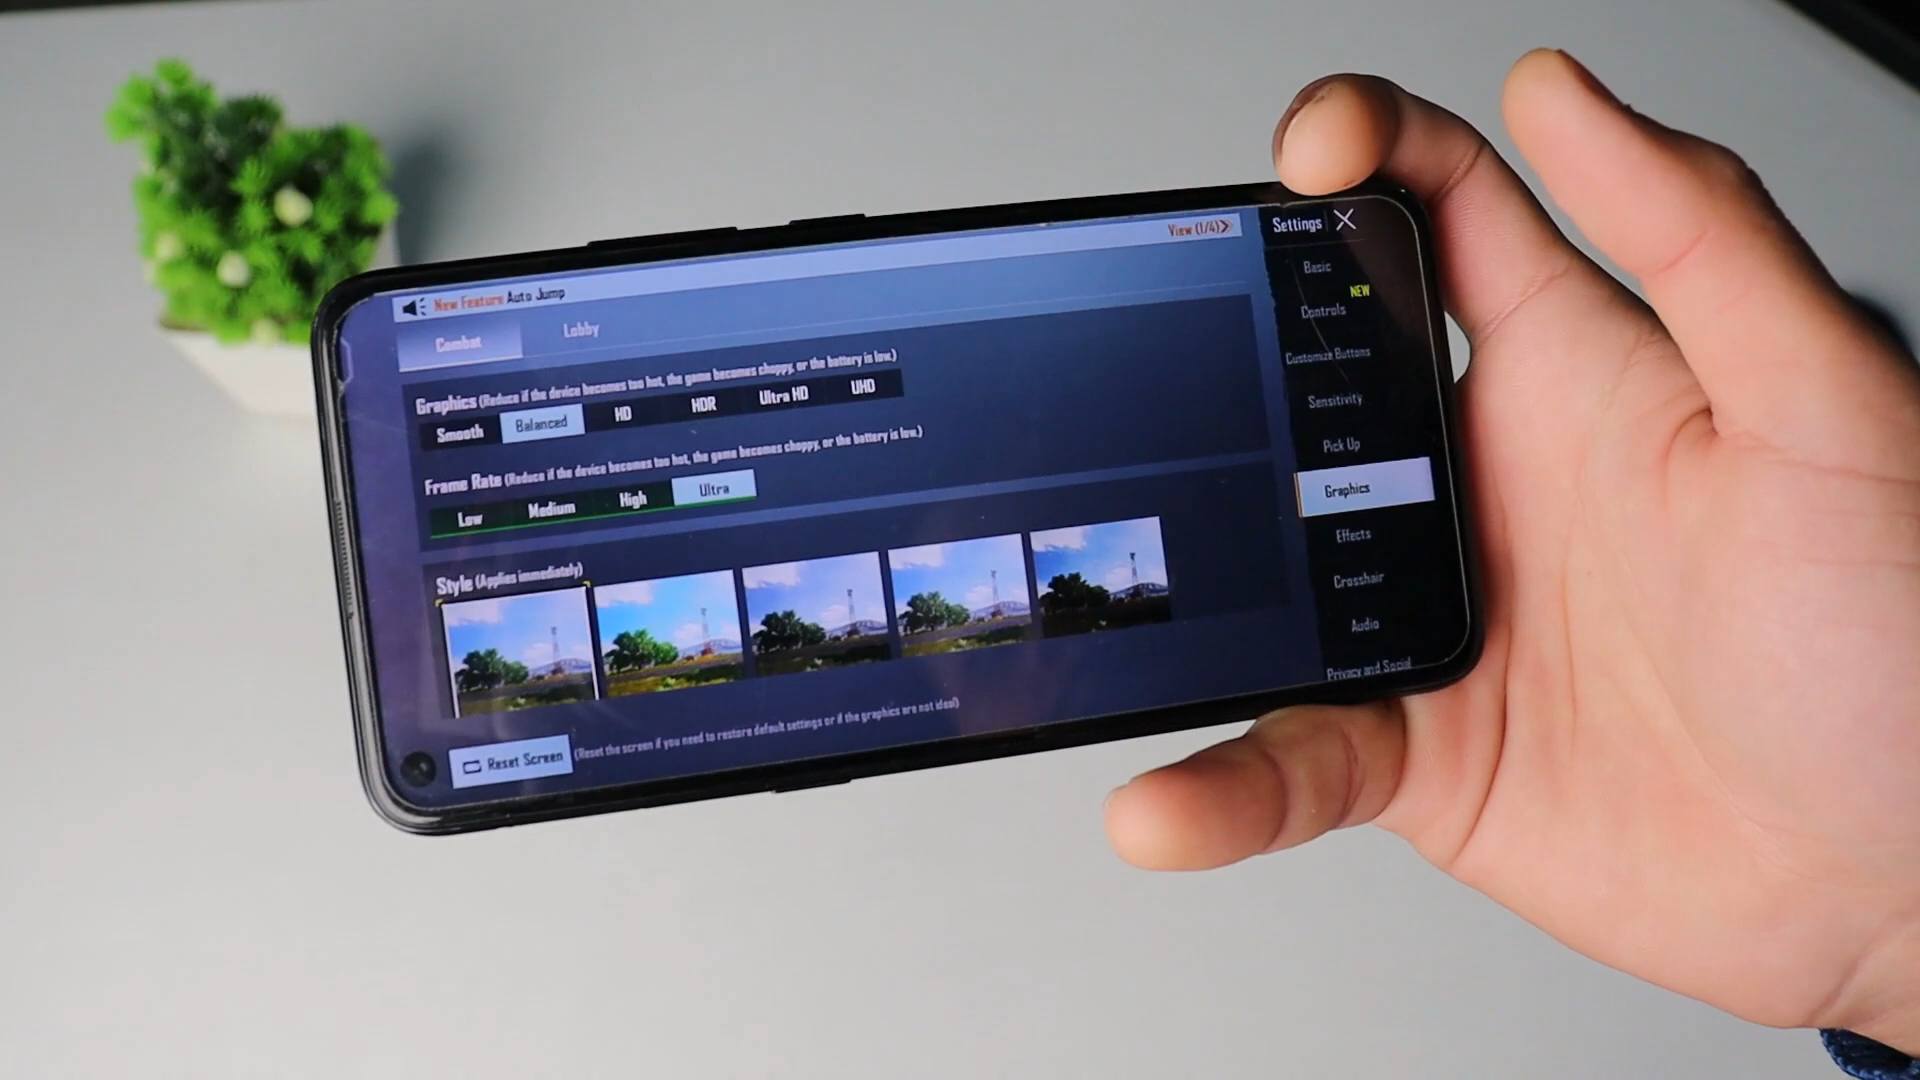 New Feature Auto Jump
View (1/4)
Combat
Lobby
Graphics (Reduce if the device becomes too hot, the game becomes choppy, or the battery is low.)
Smooth Balanced HD HDR Ultra HD UHD
Frame Rate (Reduce if the device becomes too hot, the game becomes choppy, or the battery is low.)
Low Medium High Ultra
Style (Applies immediately)
Reset Screen (Reset the screen if you need to restore default settings or if the graphics are not ideal)
Settings
Basic
NEW
Controls
Customize Buttons
Sensitivity
Pick Up
Graphics
Effects
Crosshair
Audio
Privacy and Social